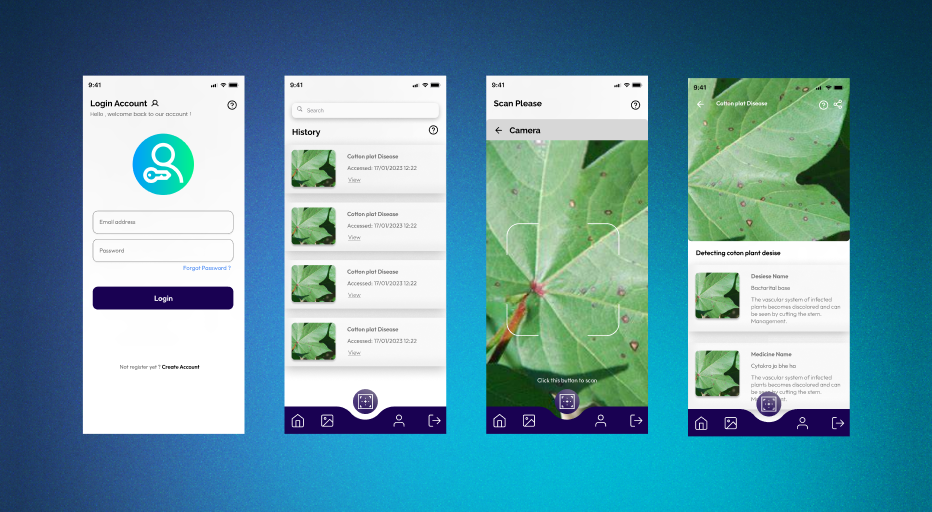 9:41
Login Account
Hello , welcome back to our account !
Email address
Password
Forgot Password ?
Login
Not register yet ? Create Account
9:41
Search
History
Cotton plat Disease
Accessed: 17/01/2023 12:22
View
Cotton plat Disease
Accessed: 17/01/2023 12:22
View
Cotton plat Disease
Accessed: 17/01/2023 12:22
View
Cotton plat Disease
Accessed: 17/01/2023 12:22
View
9:41
Scan Please
Camera
Click this button to scan
9:41
Cotton plat Disease
Detecting coton plant desise
Desiese Name
Bactarital base
The vascular system of infected
plants becomes discolored and can
be seen by cutting the stem.
Management.
Medicine Name
Cytokro jo bhe ho
The vascular system of infected
plants becomes discolored and can
be seen by cutting the stem.